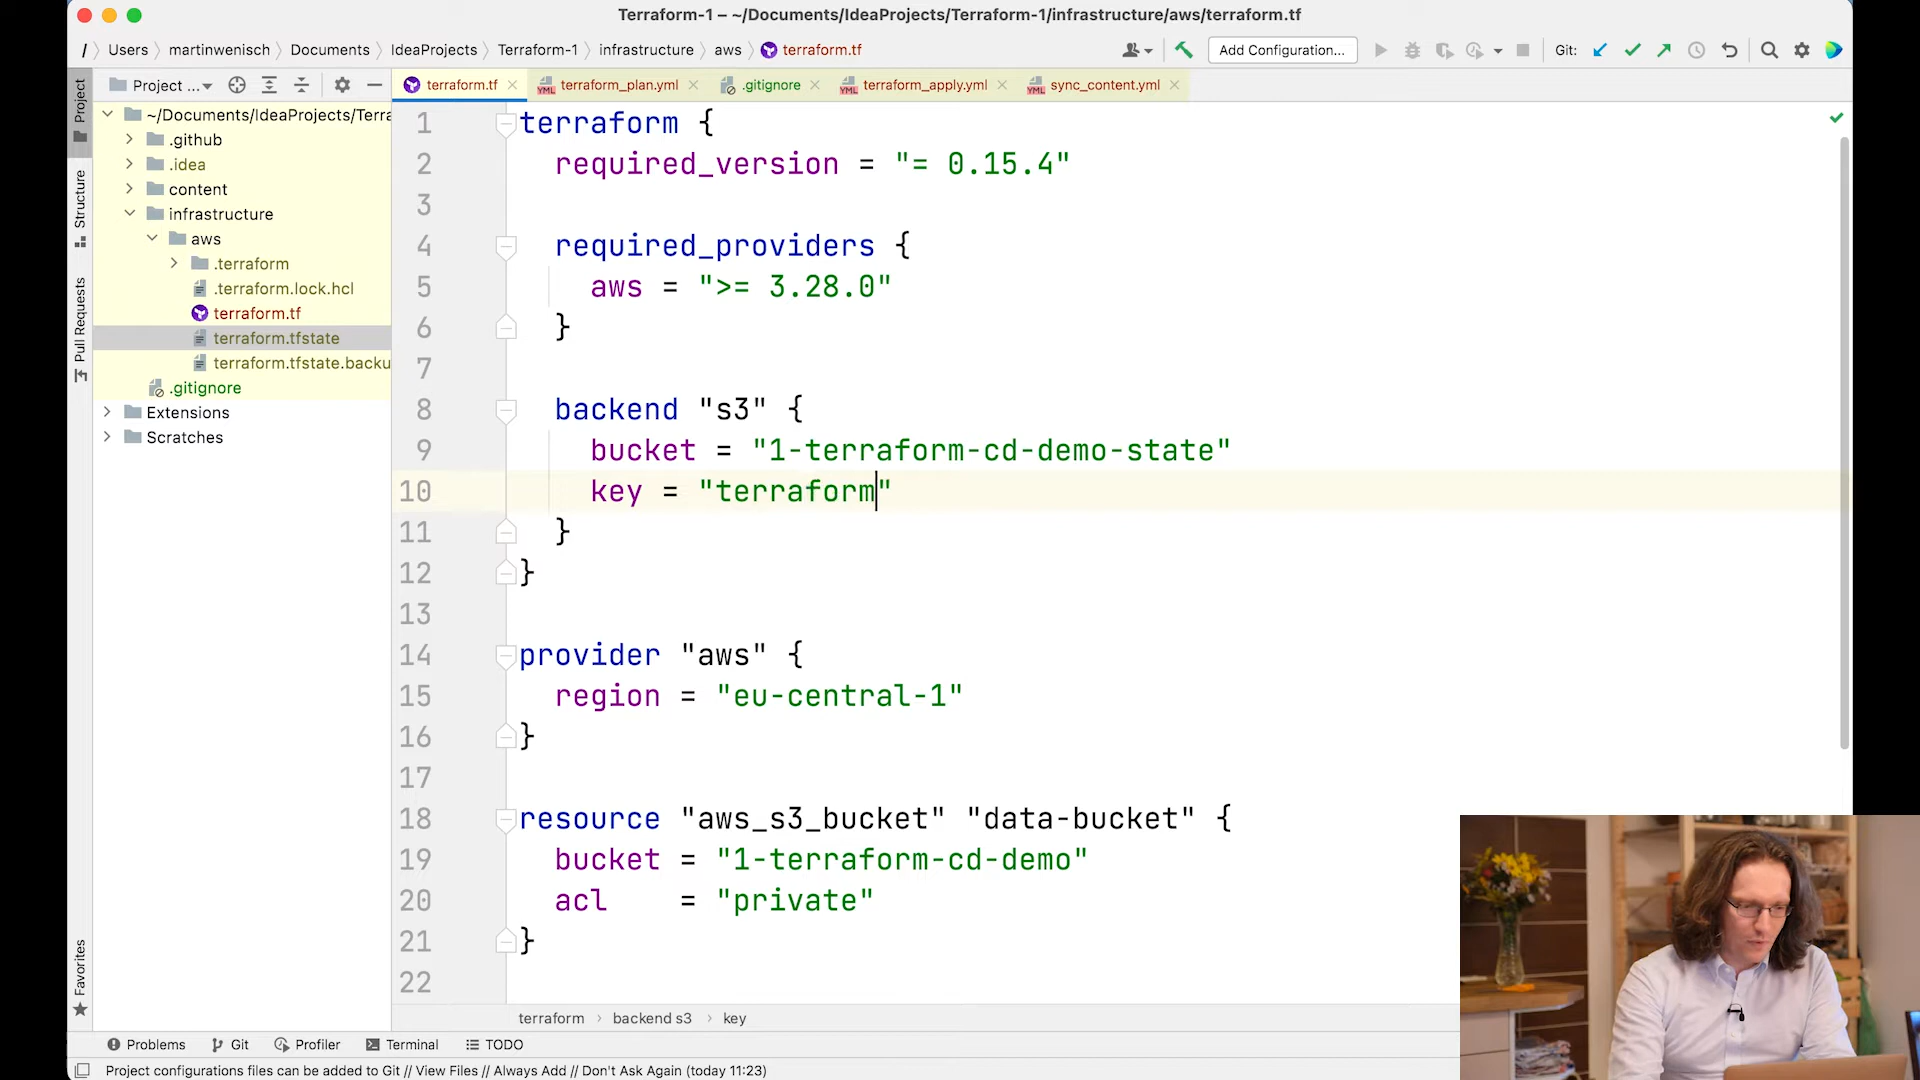 Terraform-1 – ~/Documents/IdeaProjects/Terraform-1/infrastructure/aws/terraform.tf
/ Users martinwenisch Documents IdeaProjects Terraform-1 infrastructure aws terraform.tf
Add Configuration...
Git:
Project ...
terraform.tf
terraform_plan.yml
.gitignore
terraform_apply.yml
sync_content.yml
Project
Structure
Pull Requests
Favorites
~/Documents/IdeaProjects/Terra
.github
.idea
content
infrastructure
aws
.terraform
.terraform.lock.hcl
terraform.tf
terraform.tfstate
terraform.tfstate.backu
.gitignore
Extensions
Scratches
1 terraform {
2 required_version = "= 0.15.4"
3
4 required_providers {
5 aws = ">= 3.28.0"
6 }
7
8 backend "s3" {
9 bucket = "1-terraform-cd-demo-state"
10 key = "terraform"
11 }
12 }
13
14 provider "aws" {
15 region = "eu-central-1"
16 }
17
18 resource "aws_s3_bucket" "data-bucket" {
19 bucket = "1-terraform-cd-demo"
20 acl = "private"
21 }
22
terraform backend s3 key
Problems Git Profiler Terminal TODO
Project configurations files can be added to Git // View Files // Always Add // Don't Ask Again (today 11:23)